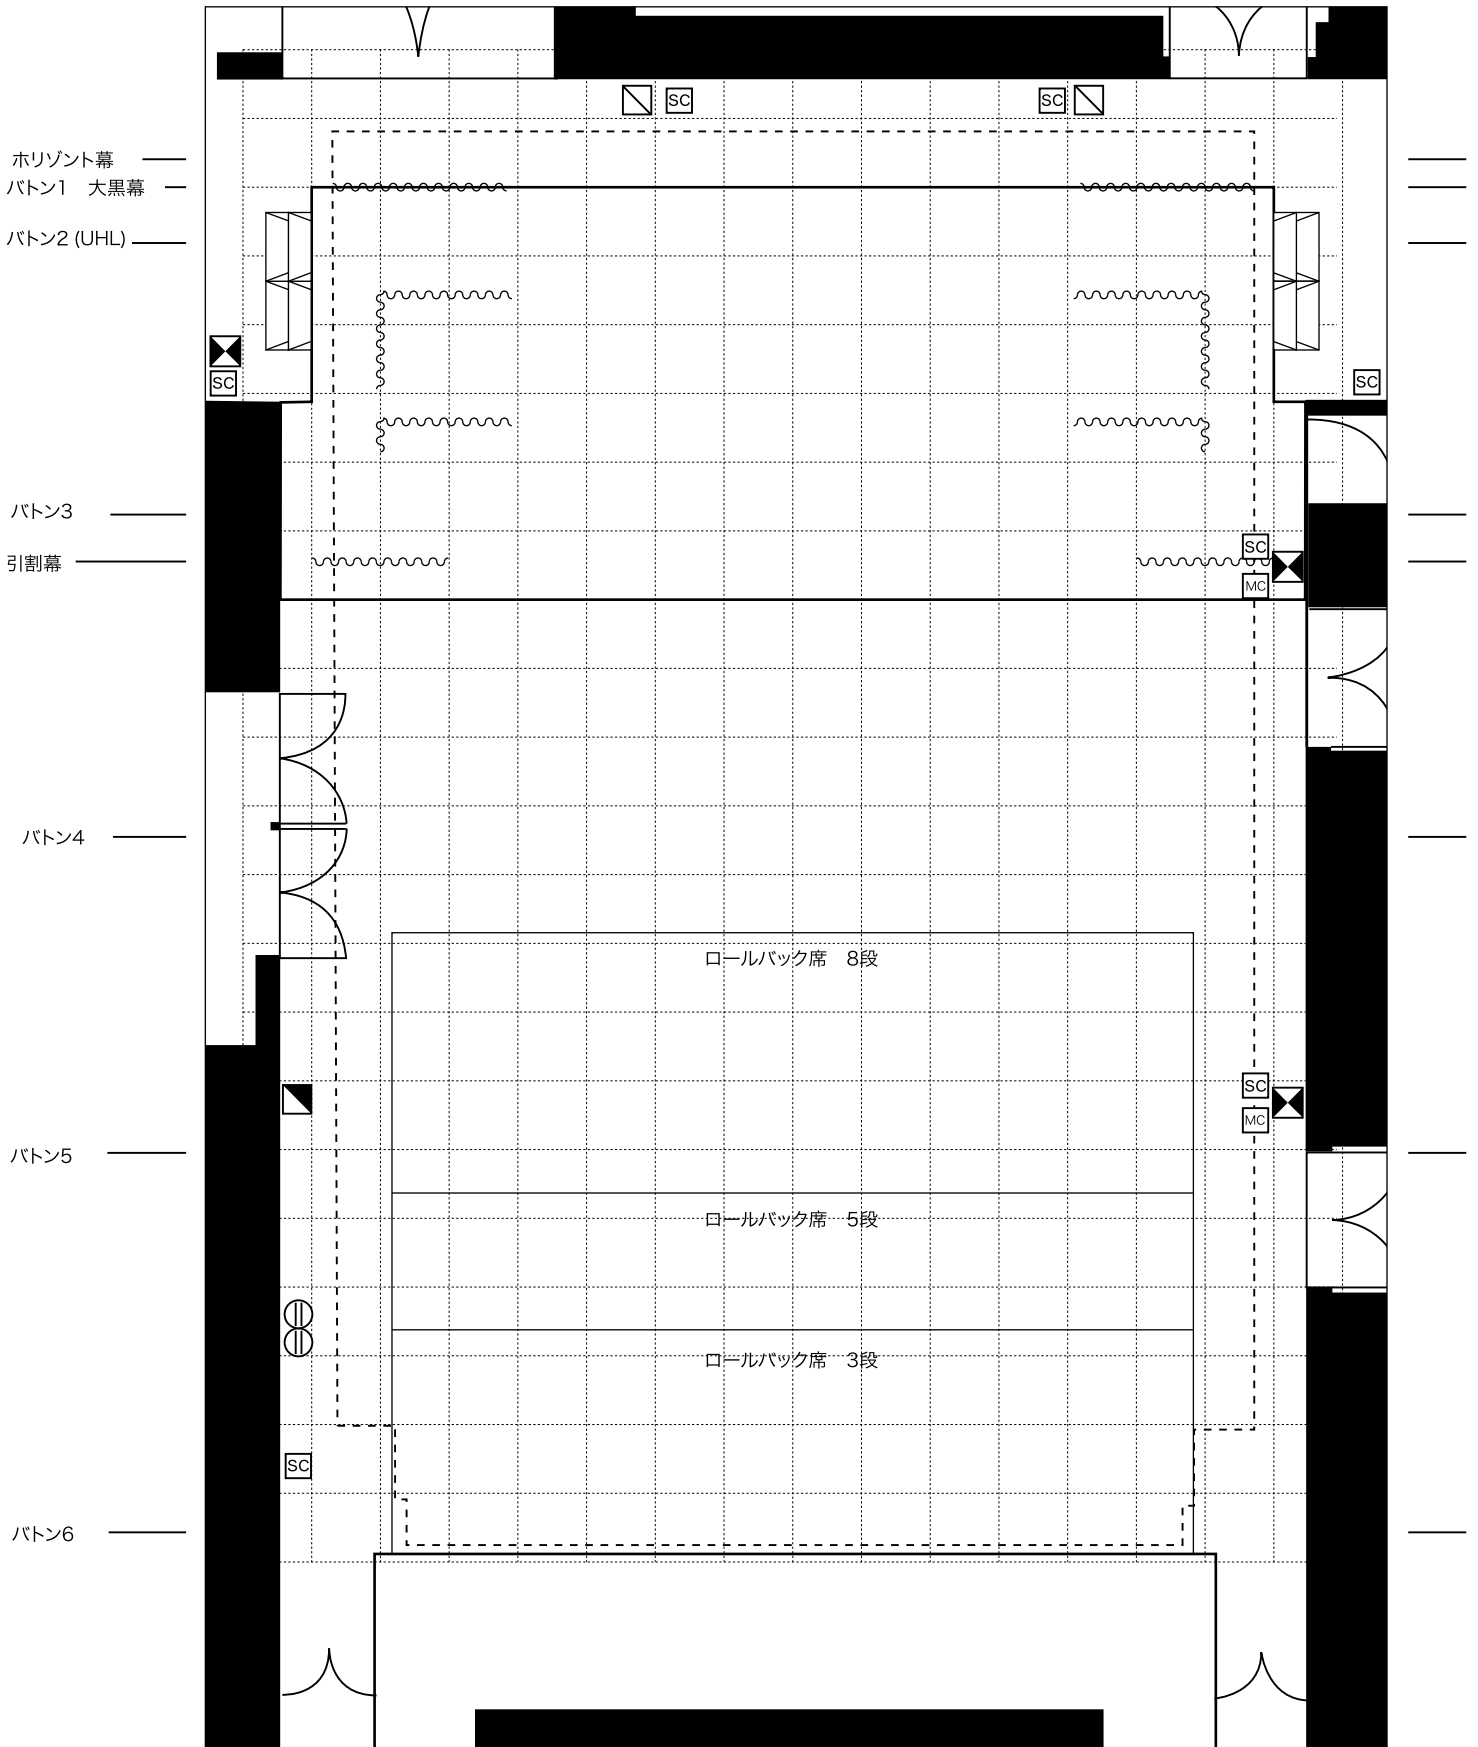 SC
SC
ホリゾント幕
バトン1　大黒幕
バトン2 (UHL)
SC
SC
バトン3
SC
引割幕
MC
バトン4
ロールバック席　8段
SC
MC
バトン5
ロールバック席　5段
ロールバック席　3段
SC
バトン6